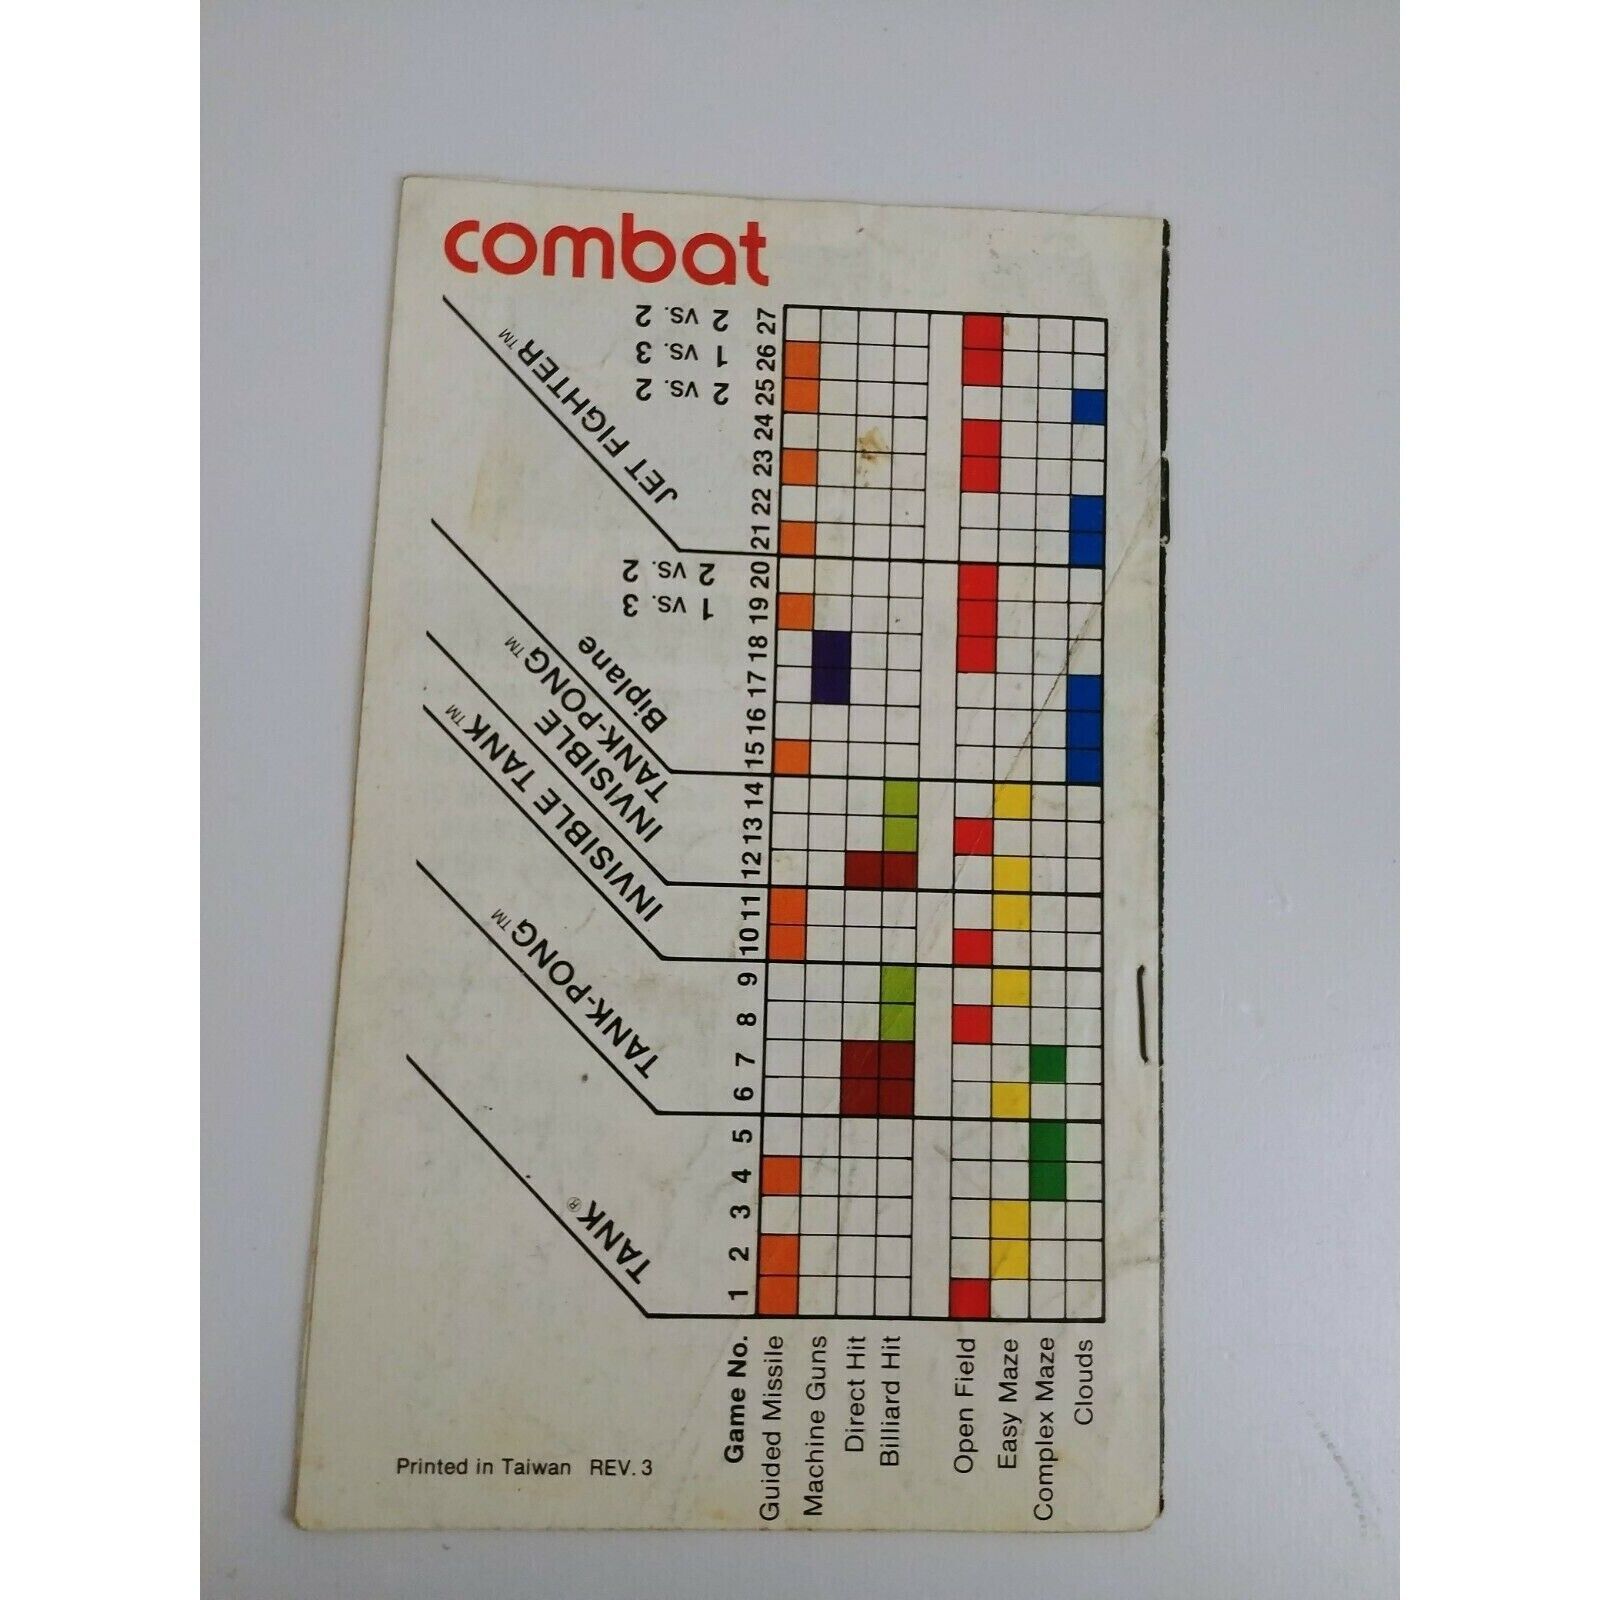 combat
JET FIGHTER™
2 vs. 2
1 vs. 3
2 vs. 2
Biplane
2 vs. 2
1 vs. 3
INVISIBLE
TANK-PONG™
INVISIBLE TANK™
TANK-PONG™
TANK®
Game No. 1 2 3 4 5 6 7 8 9 10 11 12 13 14 15 16 17 18 19 20 21 22 23 24 25 26 27
Guided Missile
Machine Guns
Direct Hit
Billiard Hit
Open Field
Easy Maze
Complex Maze
Clouds
Printed in Taiwan REV. 3